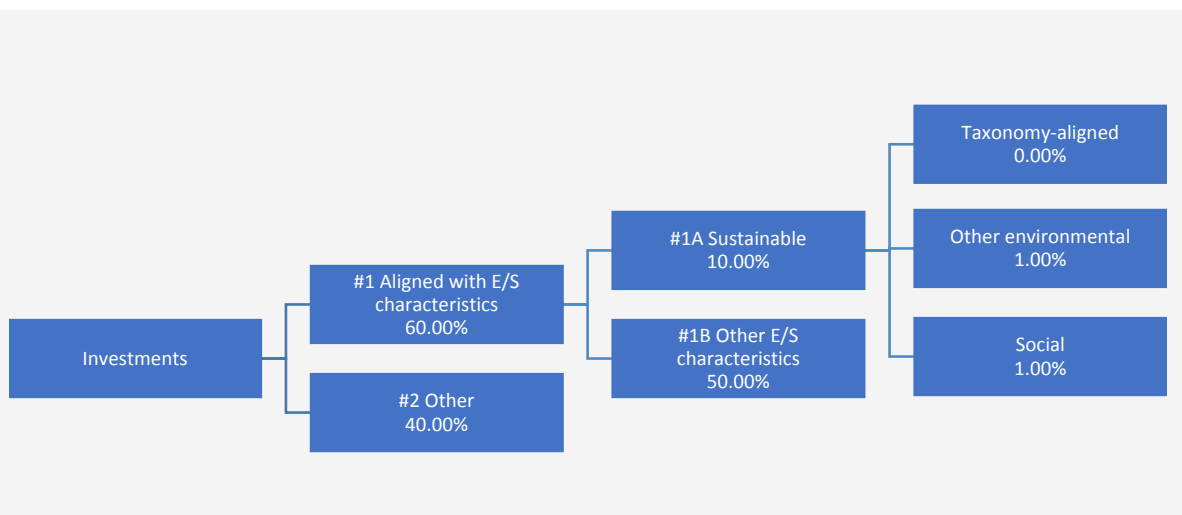 Investments
#1 Aligned with E/S
characteristics
60.00%
#2 Other
40.00%
#1A Sustainable
10.00%
#1B Other E/S
characteristics
50.00%
Taxonomy-aligned
0.00%
Other environmental
1.00%
Social
1.00%